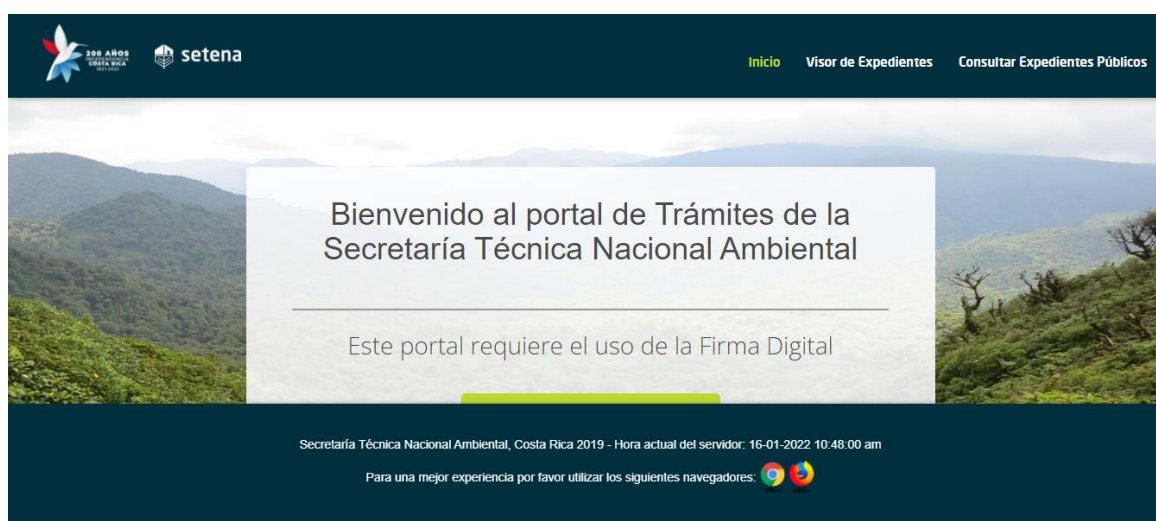 200 AÑOS
INDEPENDENCIA
COSTA RICA
1821-2021
setena
Inicio
Visor de Expedientes
Consultar Expedientes Públicos
Bienvenido al portal de Trámites de la
Secretaría Técnica Nacional Ambiental
Este portal requiere el uso de la Firma Digital
Secretaría Técnica Nacional Ambiental, Costa Rica 2019 - Hora actual del servidor: 16-01-2022 10:48:00 am
Para una mejor experiencia por favor utilizar los siguientes navegadores: